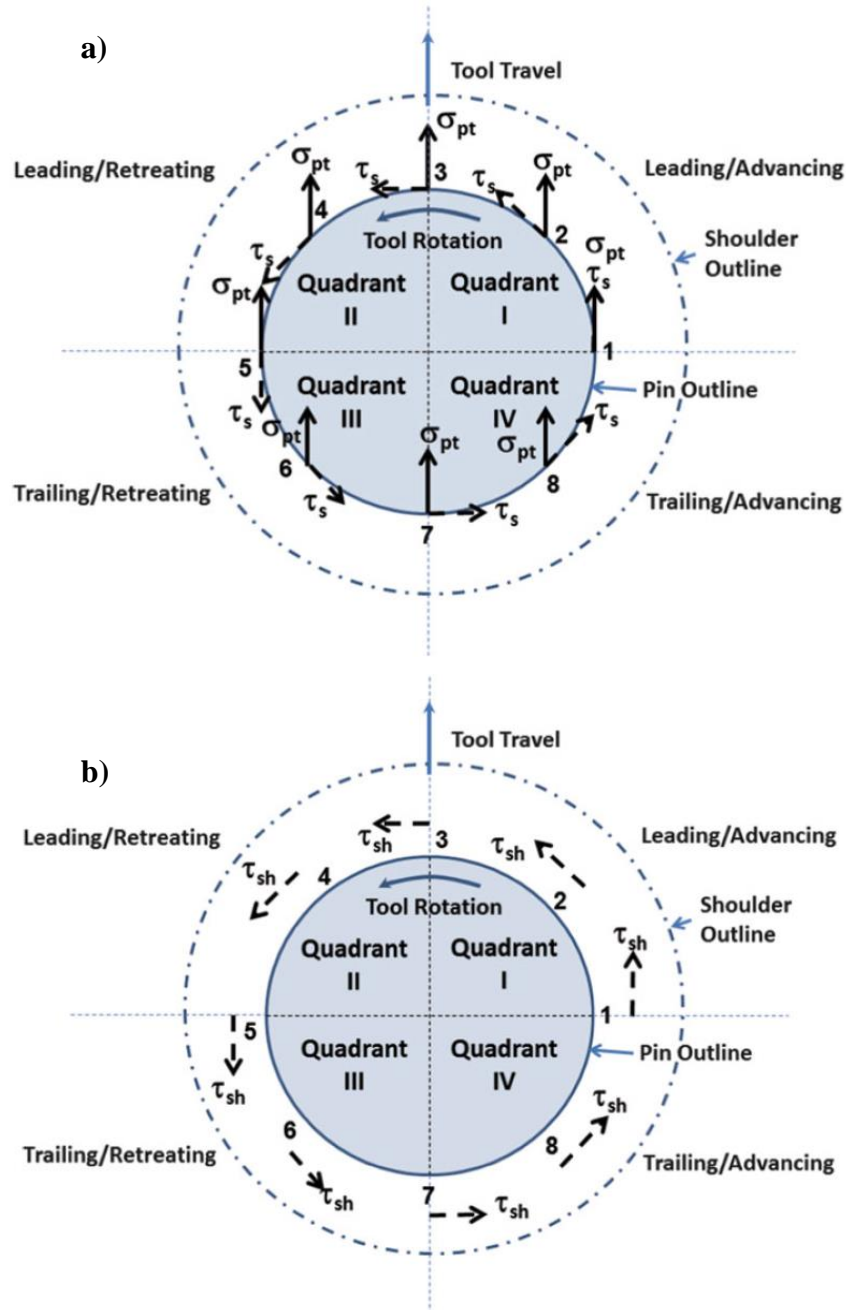 a)
Tool Travel
σpt
Leading/Retreating
σpt
τs
3
τs
σpt
Leading/Advancing
4
2
Tool Rotation
σpt
Shoulder
Outline
τs
τs
σpt
Quadrant
II
Quadrant
I
5
1
Quadrant
III
Quadrant
IV
Pin Outline
τs
σpt
σpt
σpt
τs
6
8
Trailing/Retreating
τs
τs
Trailing/Advancing
7
b)
Tool Travel
Leading/Retreating
τsh
3
τsh
Leading/Advancing
τsh
4
2
Tool Rotation
Shoulder
Outline
τsh
Quadrant
II
Quadrant
I
5
1
Quadrant
III
Quadrant
IV
Pin Outline
τsh
τsh
6
8
Trailing/Retreating
Trailing/Advancing
τsh
7
τsh